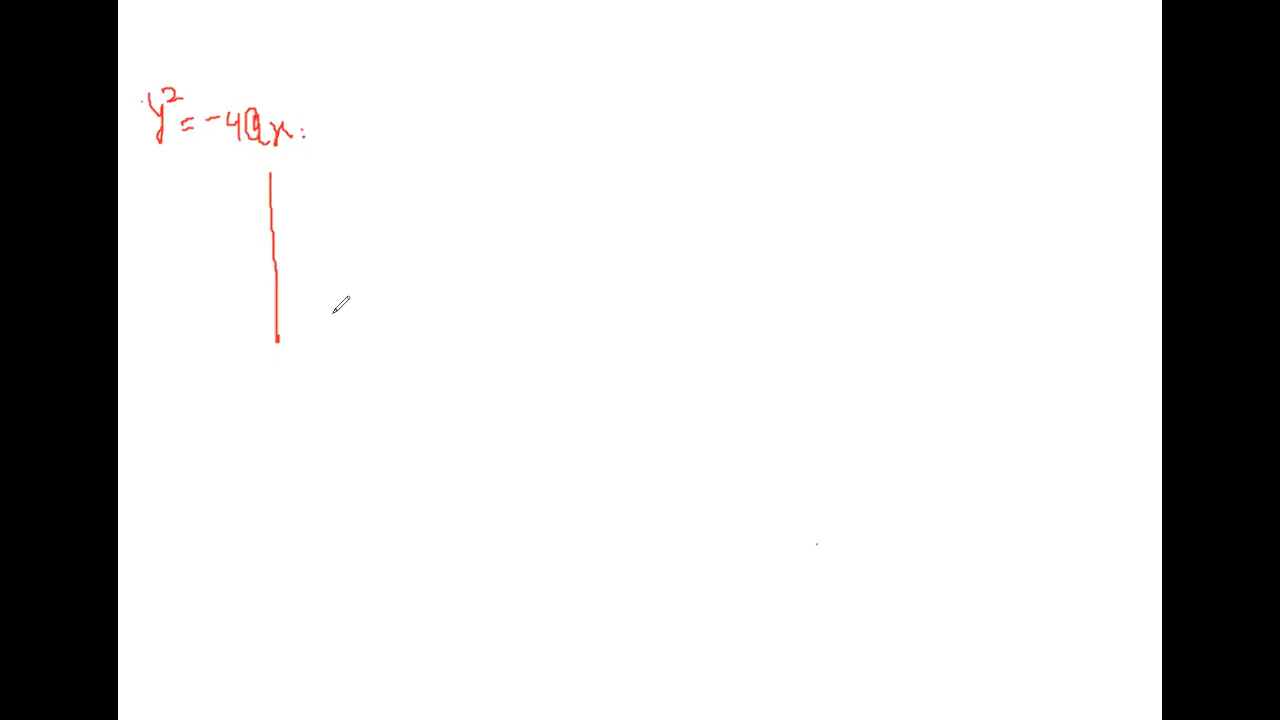 y² = -4ax: